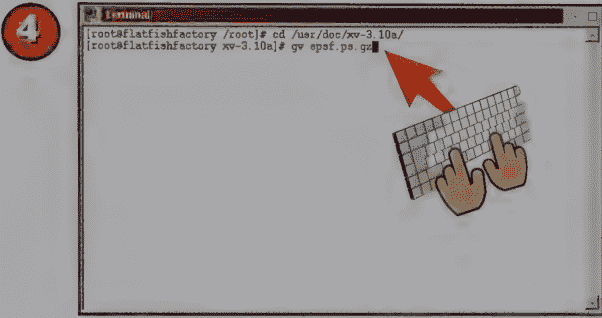 4
Terminal
[root@flatfishfactory /root]# cd /usr/doc/xv-3.10a/
[root@flatfishfactory xv-3.10a]# gv epsf.ps.gz